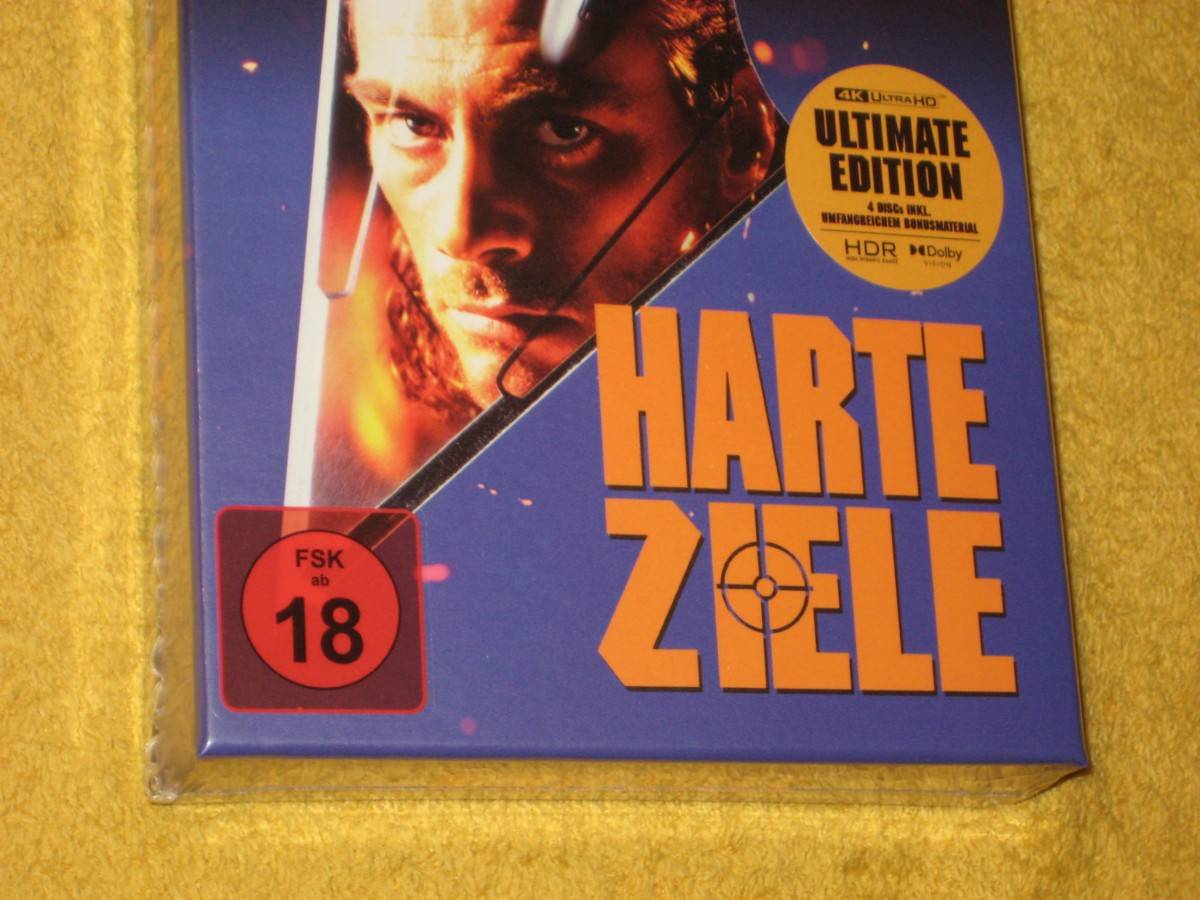 4K ULTRA HD
ULTIMATE
EDITION
4 DISCs INKL.
UMFANGREICHEM BONUSMATERIAL
HDR Dolby
VISION
HARTE
ZIELE
FSK
ab
18